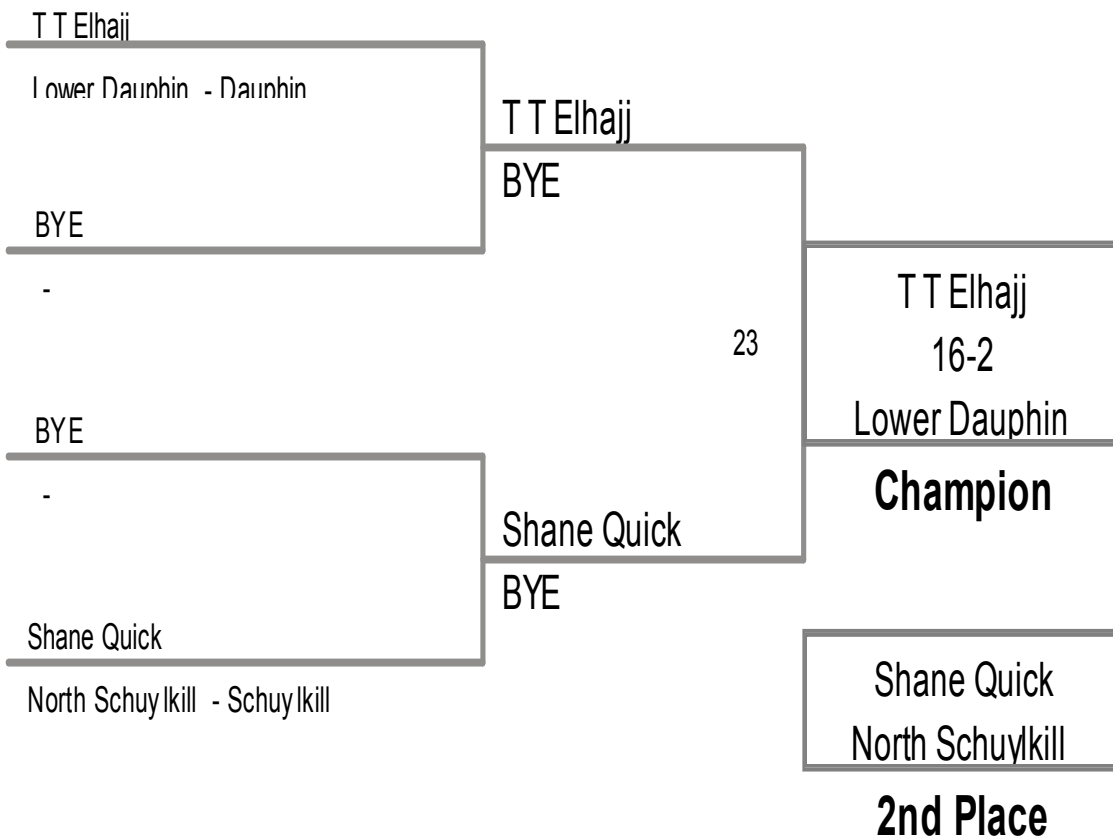 T T Elhajj
Lower Dauphin - Dauphin
T T Elhajj
BYE
BYE
-
23
T T Elhajj
16-2
Lower Dauphin
Champion
BYE
-
Shane Quick
BYE
Shane Quick
North Schuylkill - Schuylkill
Shane Quick
North Schuylkill
2nd Place